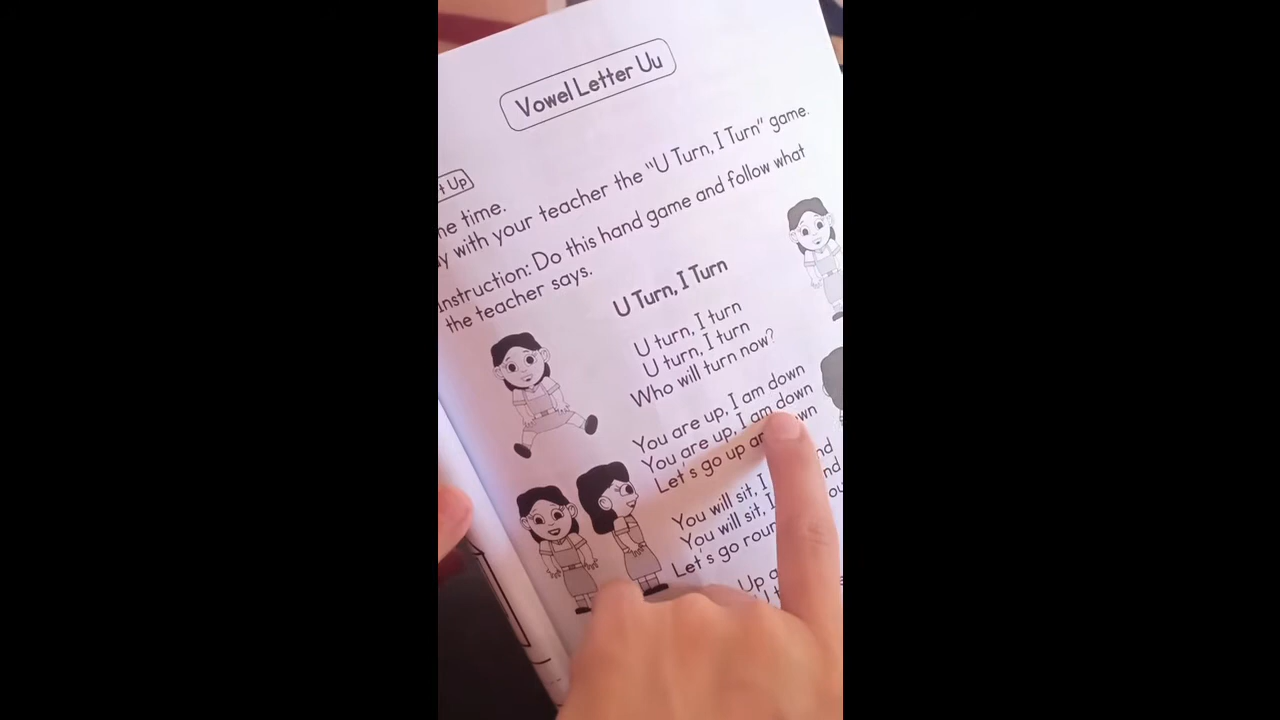 Vowel Letter Uu
Up
time.
with your teacher the "U Turn, I Turn" game.
Instruction: Do this hand game and follow what
the teacher says.
U Turn, I Turn
U turn, I turn
U turn, I turn
Who will turn now?
You are up, I am down
You are up, I am down
Let's go up
You will sit, I
You will sit, I
Let's go
Up